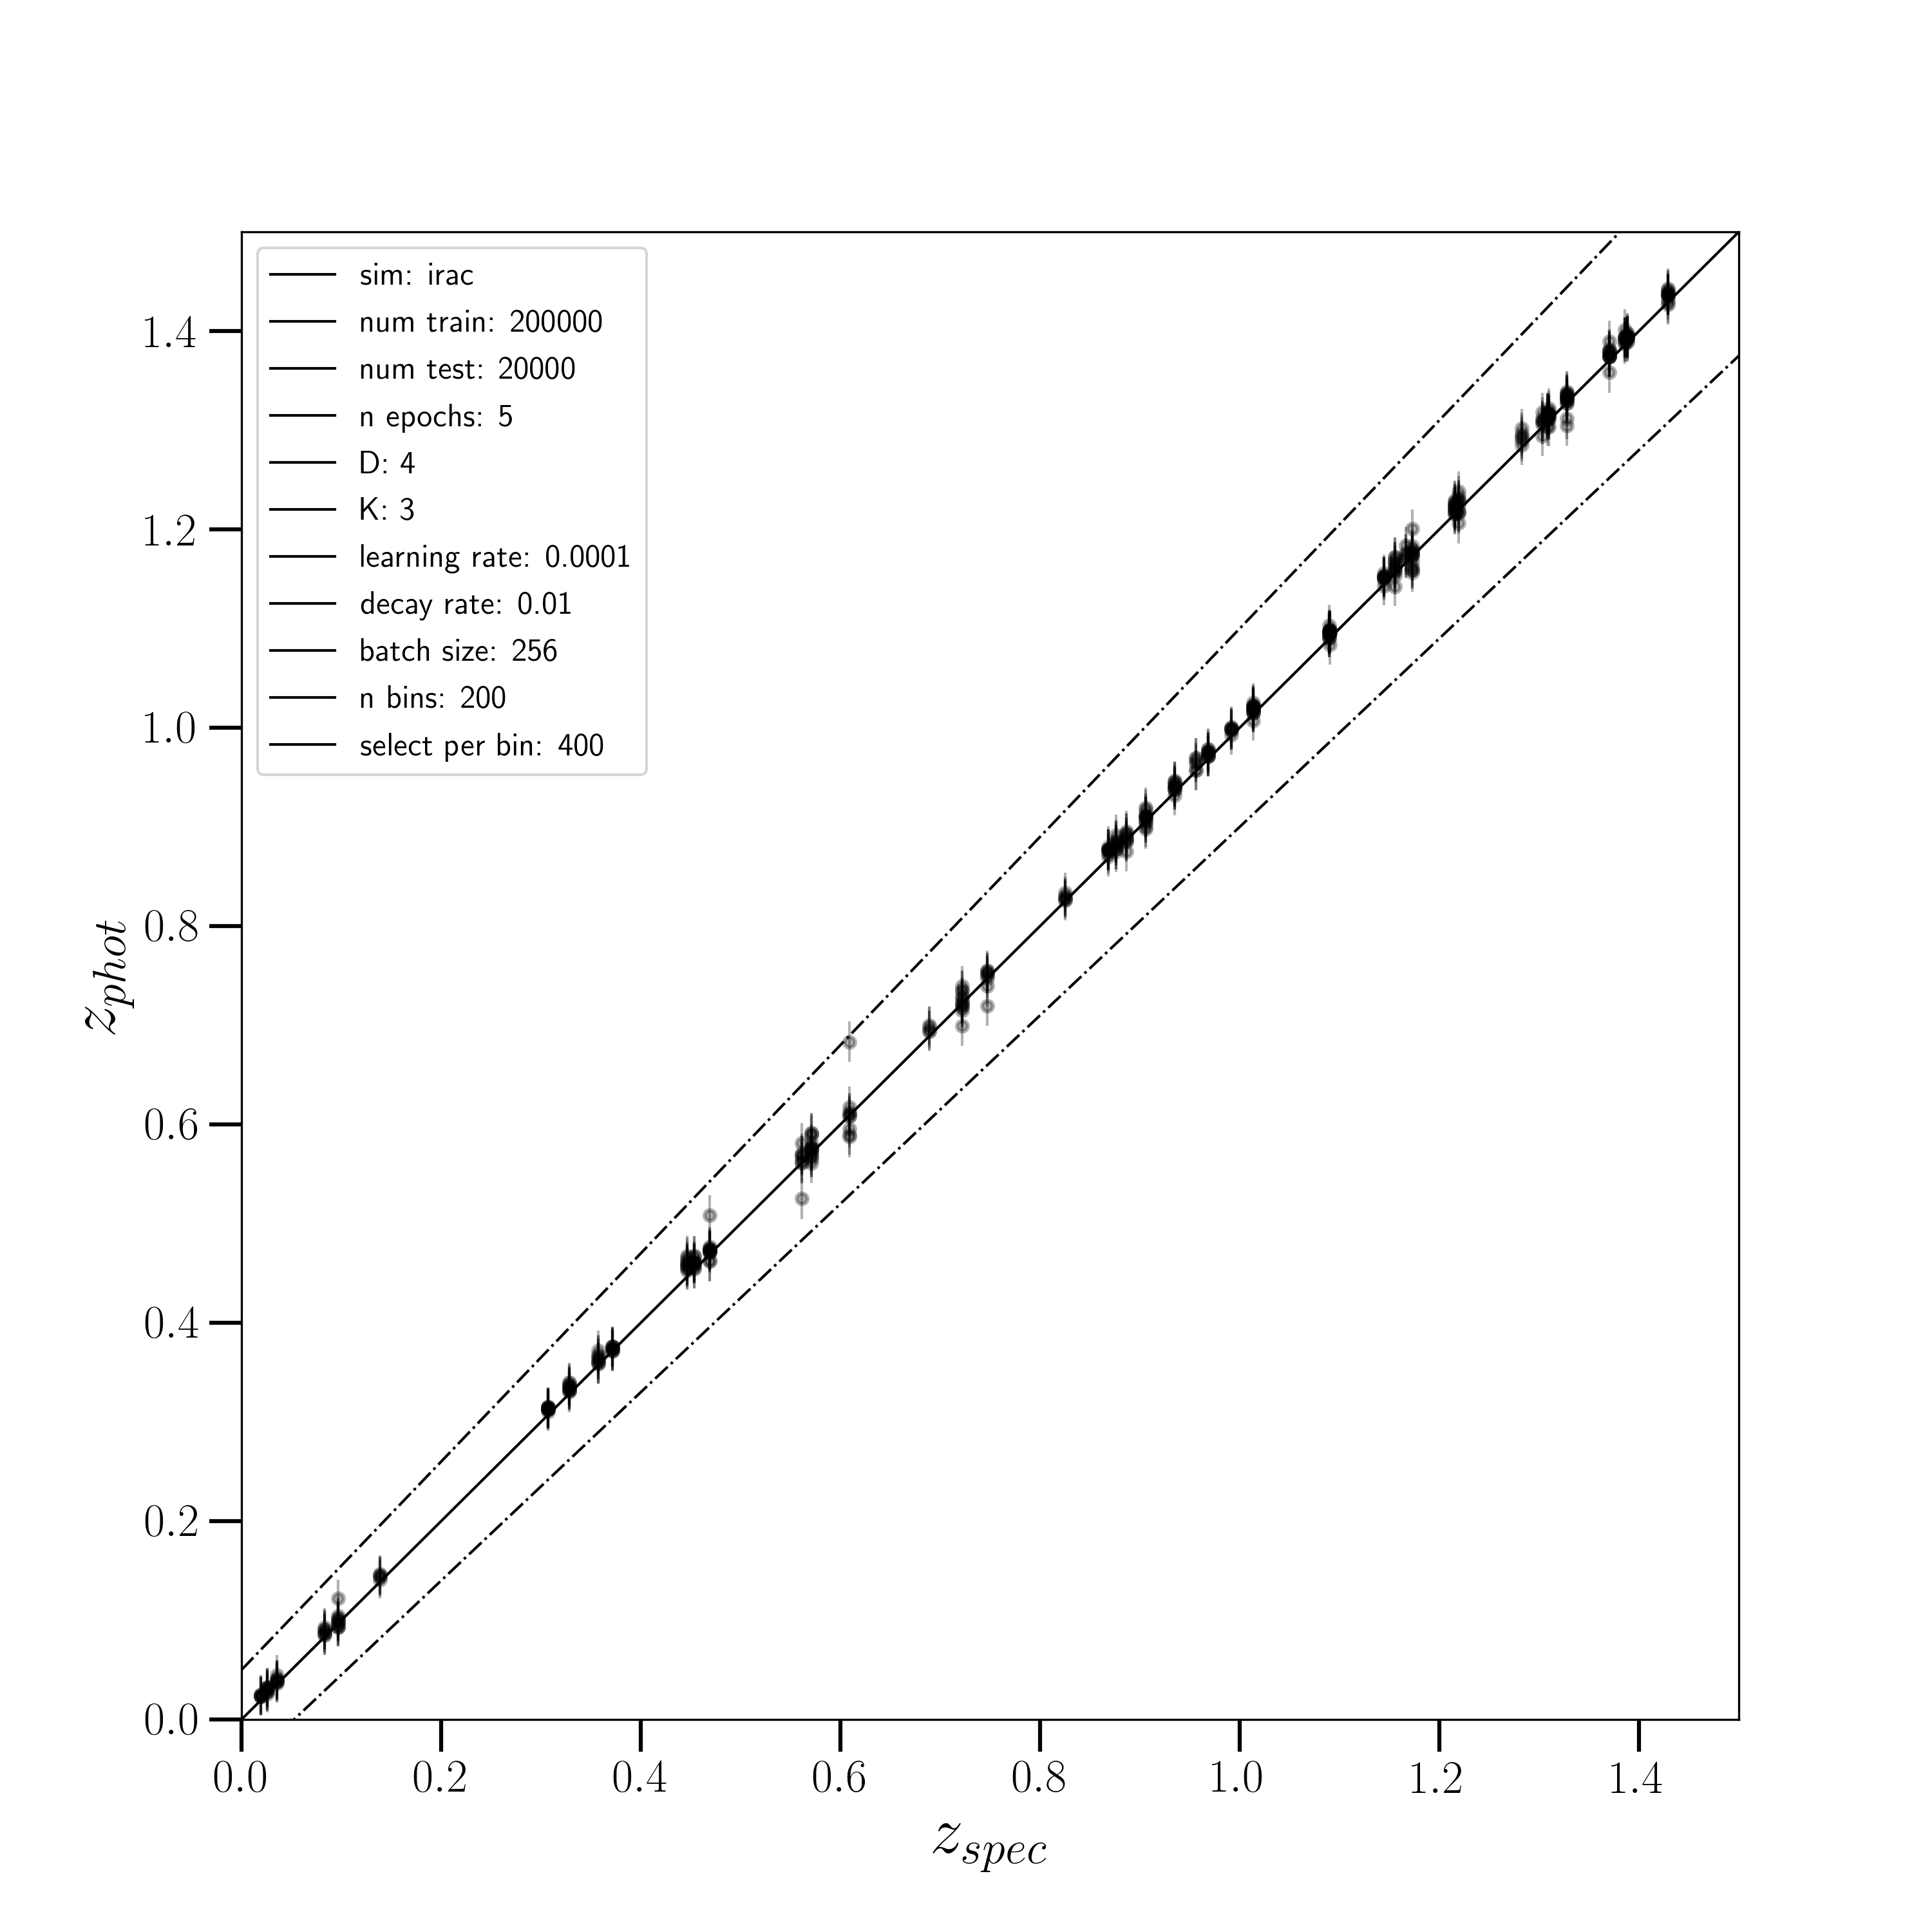 sim: irac
num train: 200000
num test: 20000
n epochs: 5
D: 4
K: 3
learning rate: 0.0001
decay rate: 0.01
batch size: 256
n bins: 200
select per bin: 400
1.4
1.2
1.0
0.8
0.6
0.4
0.2
0.0
z_phot
0.0 0.2 0.4 0.6 0.8 1.0 1.2 1.4
z_spec